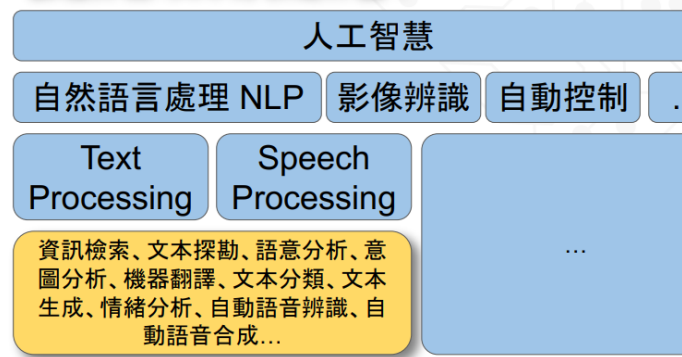 人工智慧
自然語言處理 NLP
影像辨識
自動控制
..
Text
Processing
Speech
Processing
資訊檢索、文本探勘、語意分析、意
圖分析、機器翻譯、文本分類、文本
生成、情緒分析、自動語音辨識、自
動語音合成…
…